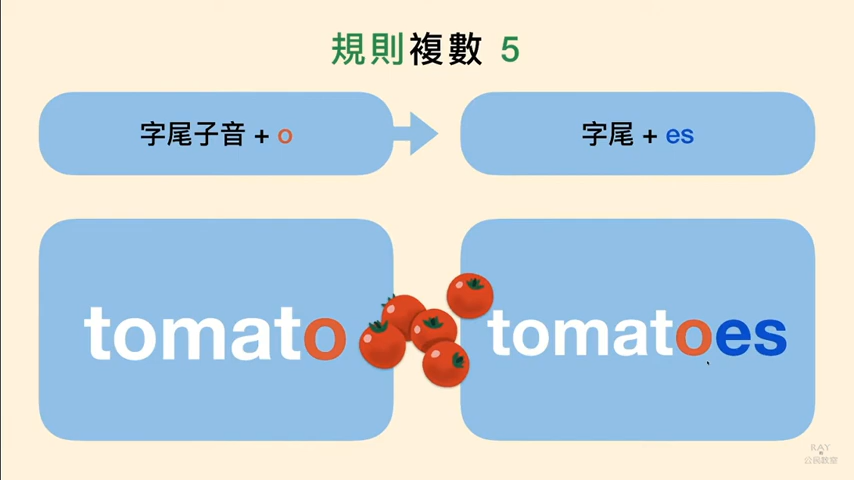 規則複數 5
字尾子音 + o
字尾 + es
tomato
tomatoes
RAY
公民教室